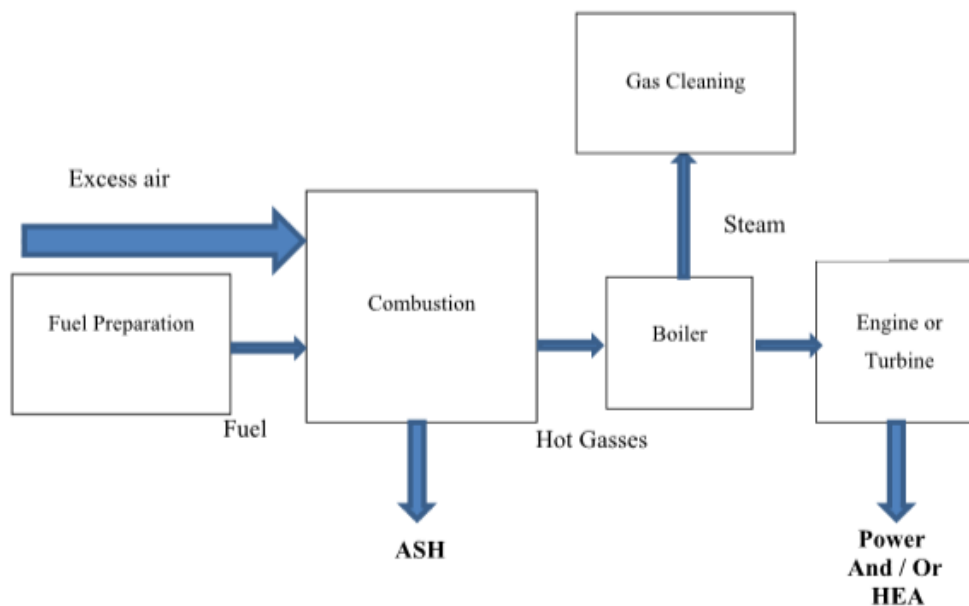 Gas Cleaning
Excess air
Steam
Fuel Preparation
Combustion
Boiler
Engine or
Turbine
Fuel
Hot Gasses
ASH
Power
And / Or
HEA